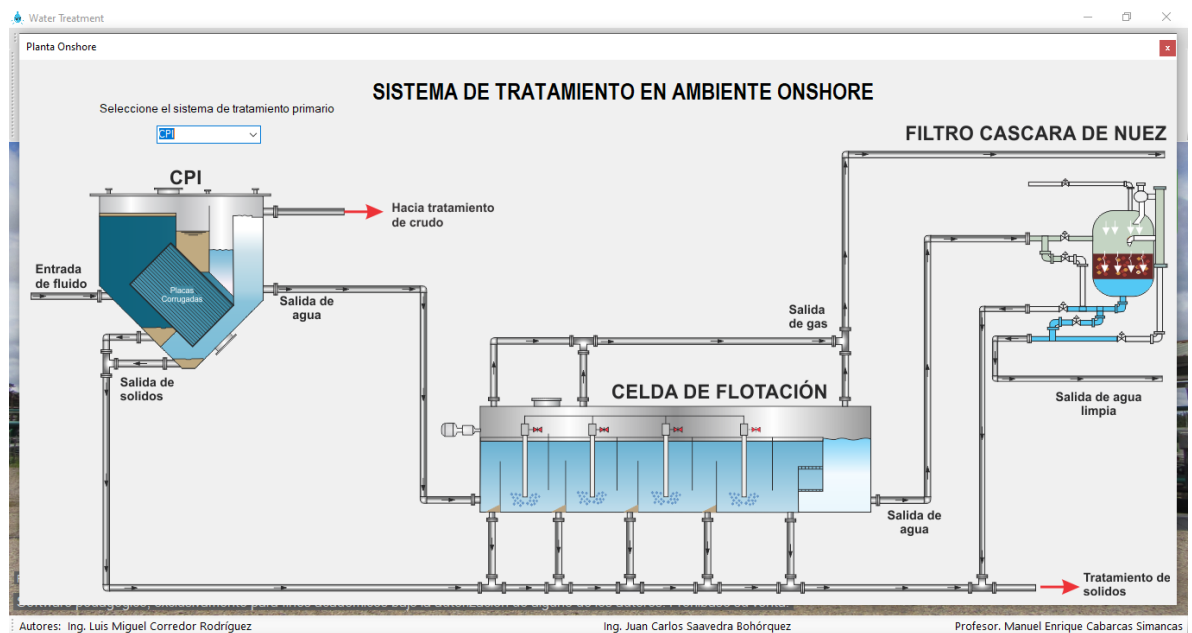 Water Treatment
Planta Onshore
x
SISTEMA DE TRATAMIENTO EN AMBIENTE ONSHORE
Seleccione el sistema de tratamiento primario
CPI
FILTRO CASCARA DE NUEZ
CPI
Hacia tratamiento
de crudo
Entrada
de fluido
Placas
Corrugadas
Salida de
agua
Salida
de gas
Salida de
solidos
CELDA DE FLOTACIÓN
Salida de agua
limpia
Salida de
agua
Tratamiento de
solidos
Autores: Ing. Luis Miguel Corredor Rodríguez
Ing. Juan Carlos Saavedra Bohórquez
Profesor. Manuel Enrique Cabarcas Simancas